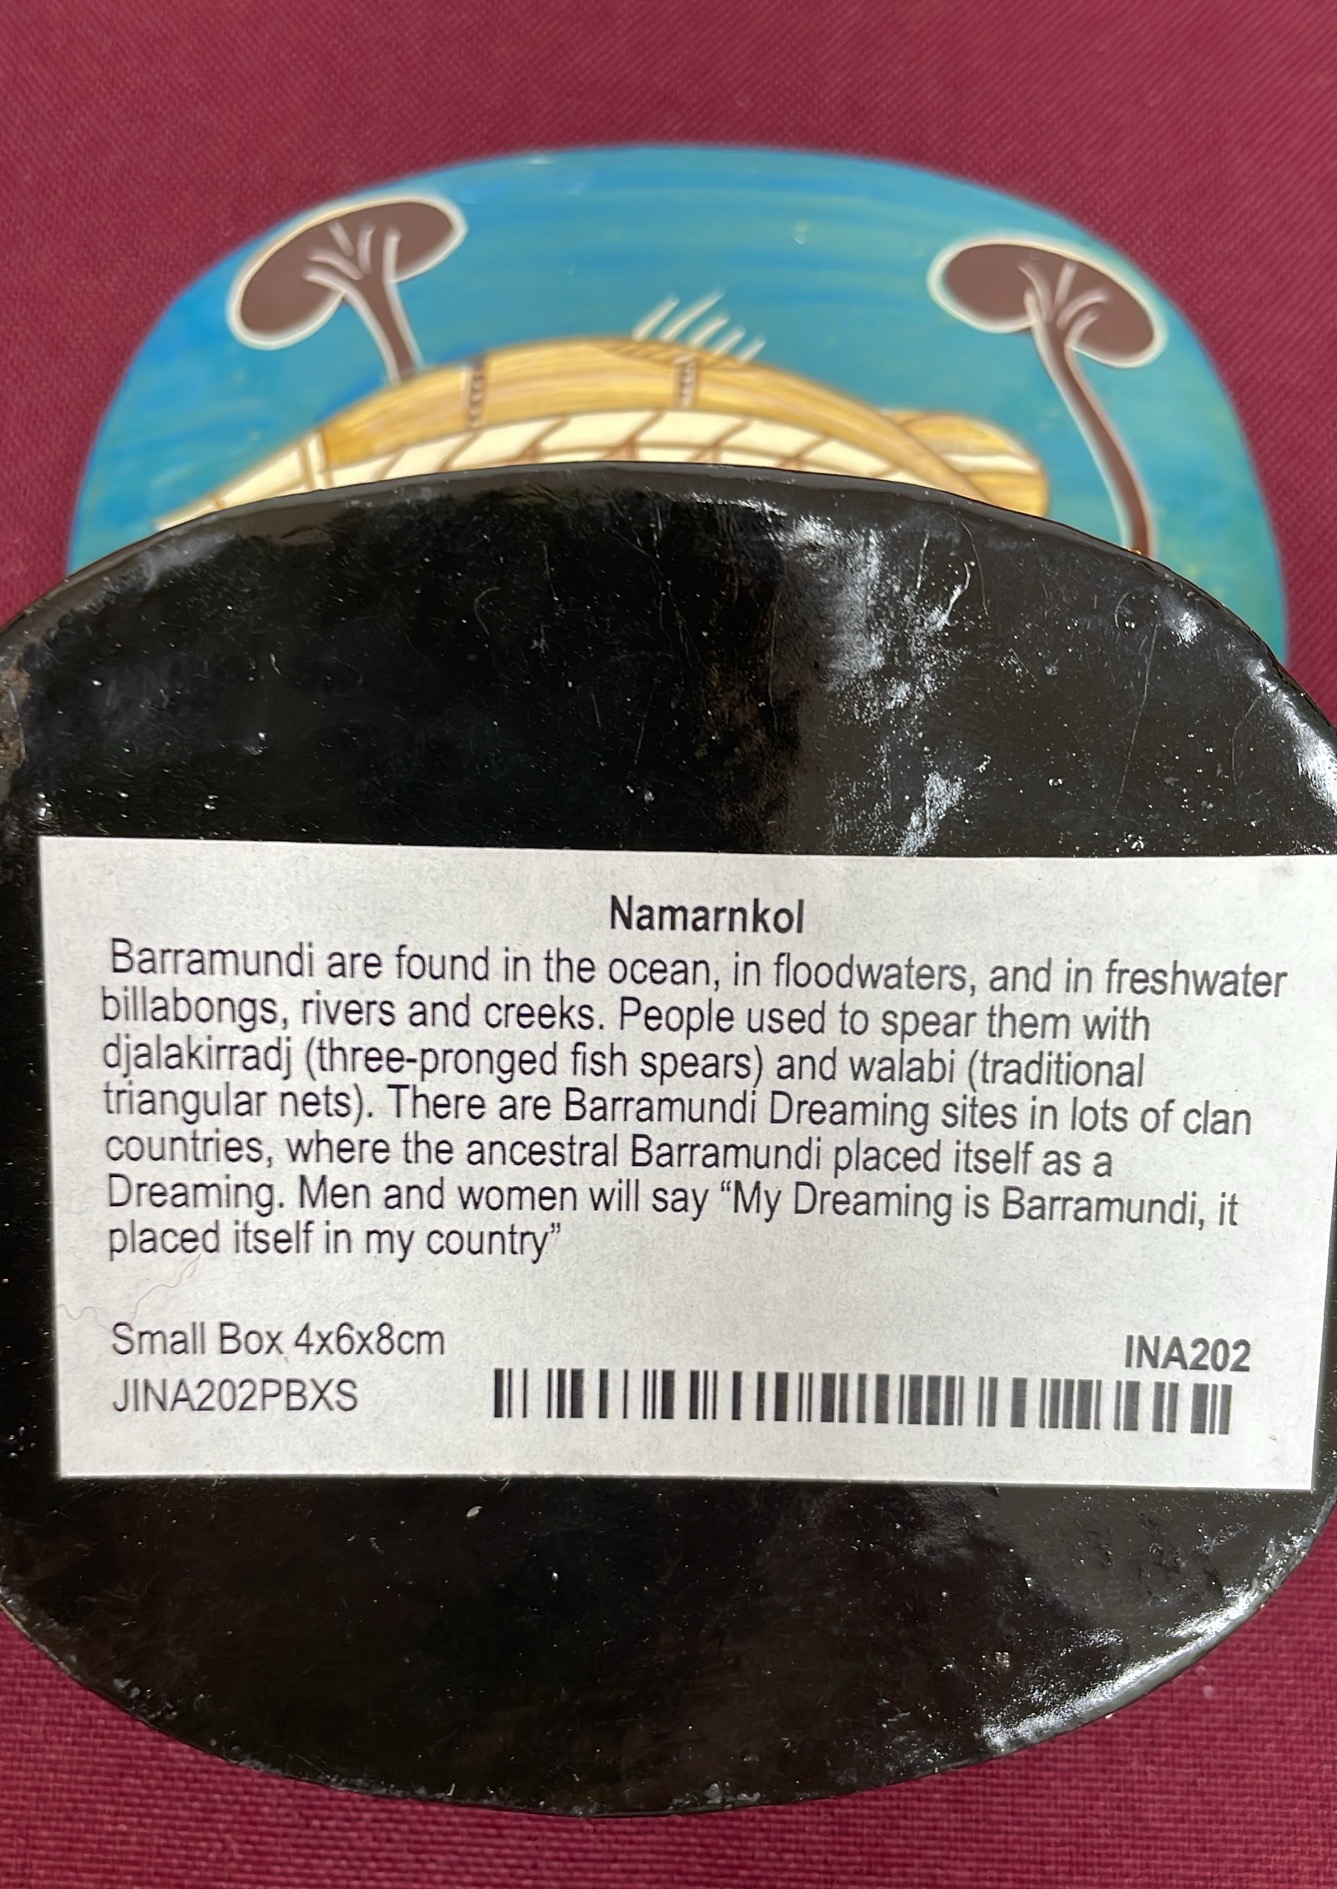 Namarnkol
Barramundi are found in the ocean, in floodwaters, and in freshwater
billabongs, rivers and creeks. People used to spear them with
djalakirradj (three-pronged fish spears) and walabi (traditional
triangular nets). There are Barramundi Dreaming sites in lots of clan
countries, where the ancestral Barramundi placed itself as a
Dreaming. Men and women will say “My Dreaming is Barramundi, it
placed itself in my country”
Small Box 4x6x8cm
INA202
JINA202PBXS